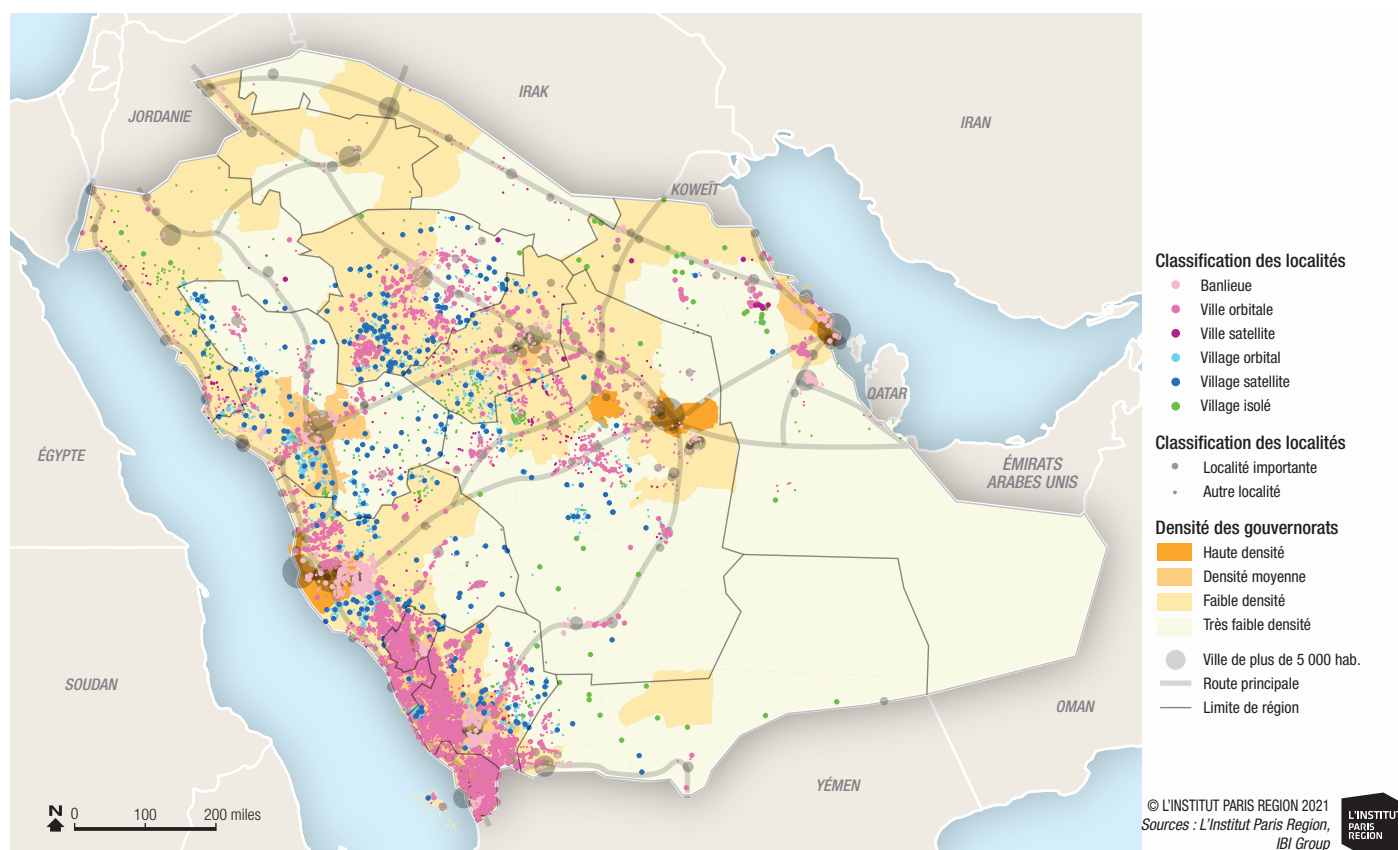 JORDANIE
IRAK
IRAN
KOWEÏT
QATAR
ÉGYPTE
ÉMIRATS
ARABES UNIS
SOUDAN
OMAN
YÉMEN
N
0 100 200 miles
Classification des localités
Banlieue
Ville orbitale
Ville satellite
Village orbital
Village satellite
Village isolé
Classification des localités
Localité importante
Autre localité
Densité des gouvernorats
Haute densité
Densité moyenne
Faible densité
Très faible densité
Ville de plus de 5 000 hab.
Route principale
Limite de région
© L'INSTITUT PARIS REGION 2021
Sources : L'Institut Paris Region,
IBI Group
L'INSTITUT
PARIS
REGION